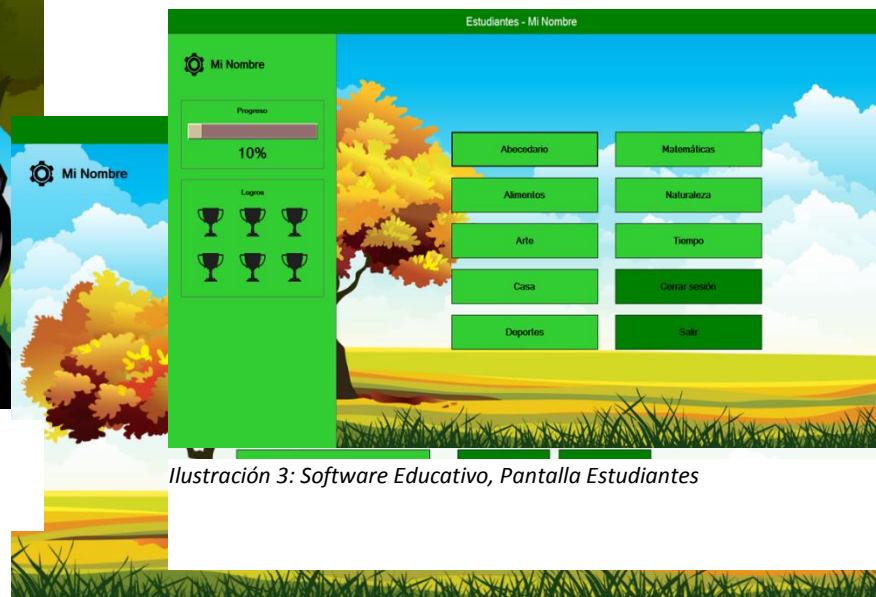 Estudiantes - Mi Nombre
Mi Nombre
Progreso
10%
Logros
Abecedario
Matemáticas
Alimentos
Naturaleza
Arte
Tiempo
Casa
Cerrar sesión
Deportes
Salir
Mi Nombre
Ilustración 3: Software Educativo, Pantalla Estudiantes